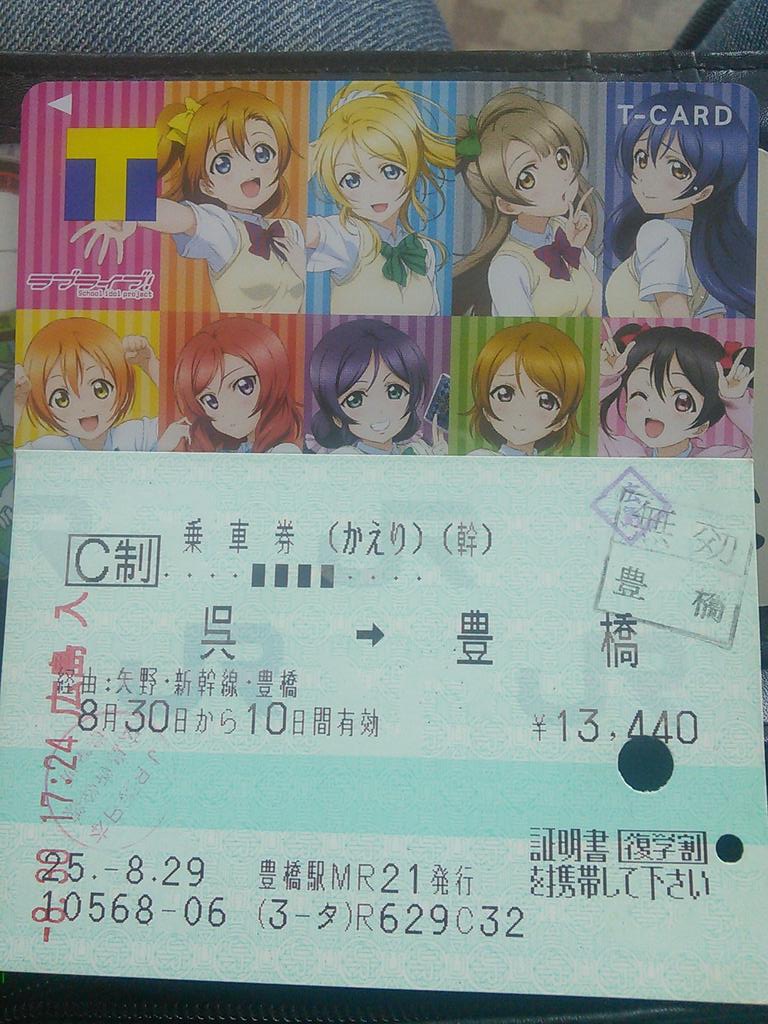 T-CARD
T
ラブライブ!
School idol project
C制
乗車券 (かえり) (幹)
広
無効
豊橋
呉 → 豊橋
経由:矢野・新幹線・豊橋
8月30日から10日間有効
¥13,440
17:24 広島 入
証明書 復学割
を携帯して下さい
25.-8.29 豊橋駅MR21発行
10568-06 (3-タ)R629C32